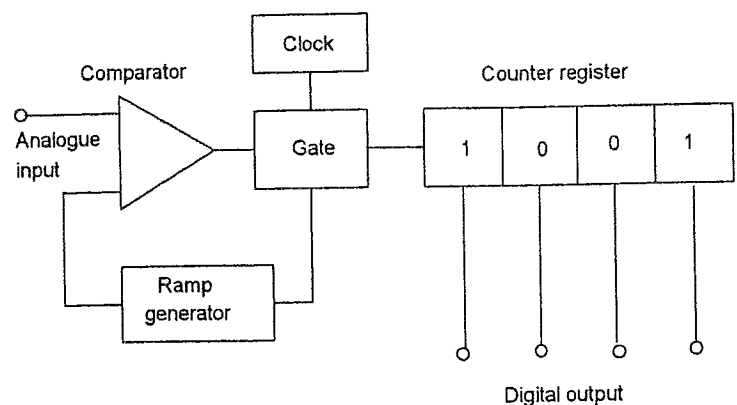 Clock
Comparator
Counter register
Analogue
input
Gate
1 0 0 1
Ramp
generator
Digital output